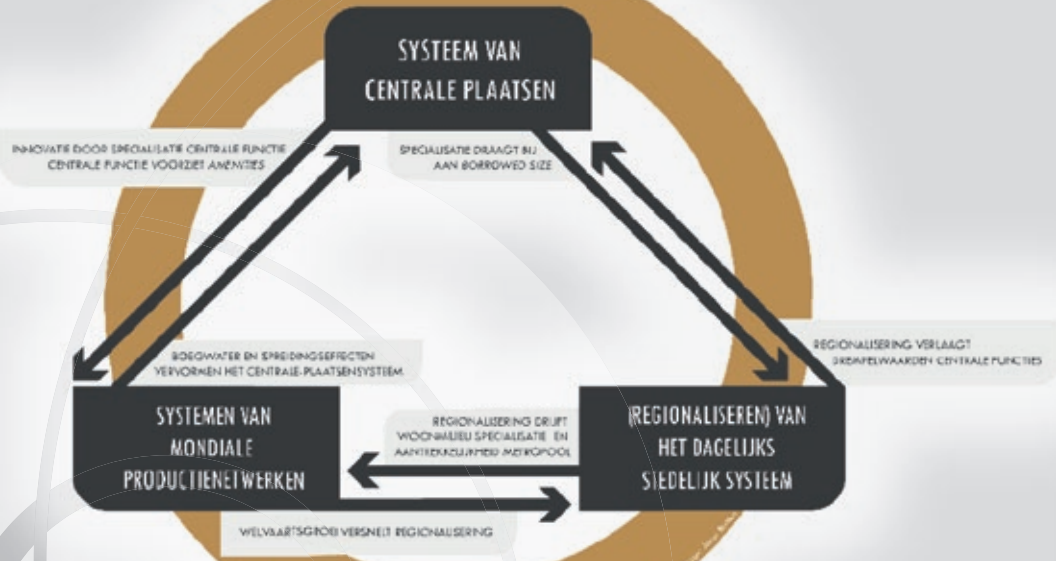 SYSTEEM VAN
CENTRALE PLAATSEN
INNOVATIE DOOR SPECIALISATIE CENTRALE FUNCTIE
CENTRALE FUNCTIE VOORZIET AMENITIES
SPECIALISATIE DRAAGT BIJ
AAN BORROWED SIZE
REGIONALISERING VERLAAGT
DREMPELWAARDEN CENTRALE FUNCTIES
BOEGWATER EN SPREIDINGSEFFECTEN
VERVORMEN HET CENTRALE-PLAATSENSYSTEEM
SYSTEMEN VAN
MONDIALE
PRODUCTIENETWERKEN
REGIONALISERING DRIJFT
WOONMILIEU SPECIALISATIE EN
AANTREKKELIJKHEID METROPOOL
(REGIONALISEREN) VAN
HET DAGELIJKS
STEDELIJK SYSTEEM
WELVAARTSGROEI VERSNELT REGIONALISERING